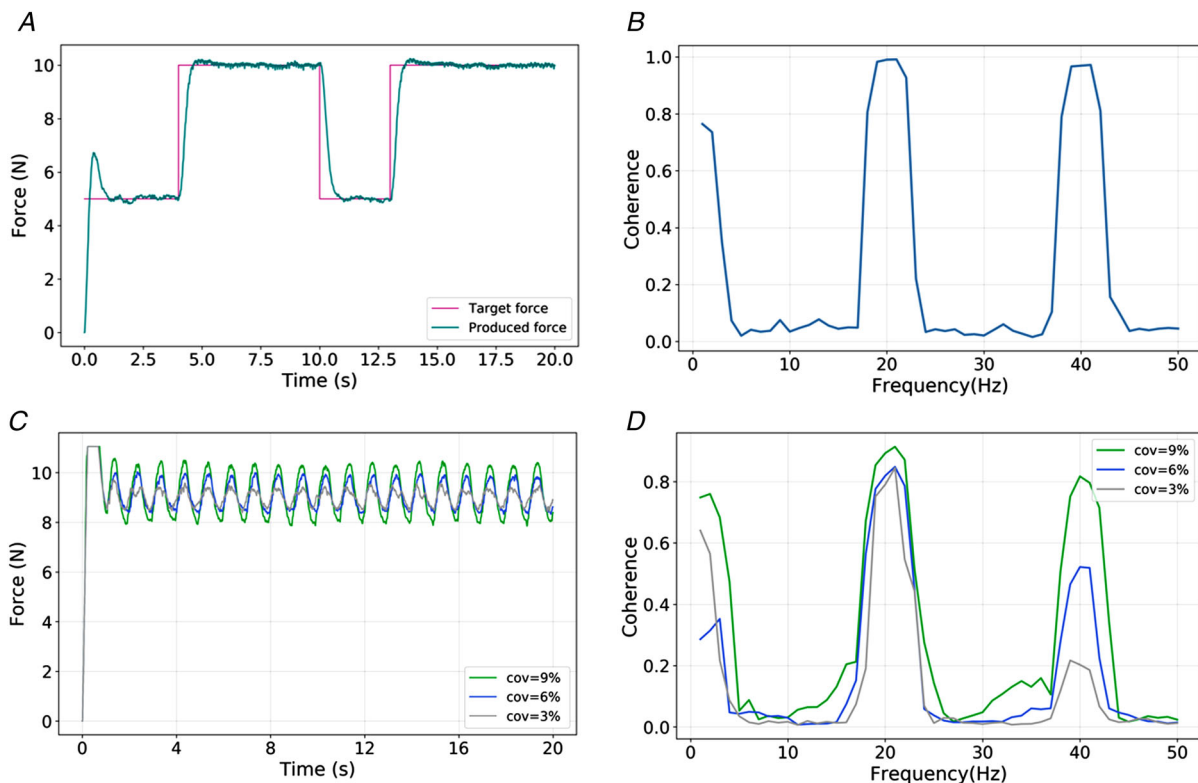 A
10
8
6
4
2
0
Force (N)
0.0 2.5 5.0 7.5 10.0 12.5 15.0 17.5 20.0
Time (s)
Target force
Produced force
B
1.0
0.8
0.6
0.4
0.2
0.0
Coherence
0 10 20 30 40 50
Frequency(Hz)
C
10
8
6
4
2
0
Force (N)
0 4 8 12 16 20
Time (s)
cov=9%
cov=6%
cov=3%
D
0.8
0.6
0.4
0.2
0.0
Coherence
0 10 20 30 40 50
Frequency(Hz)
cov=9%
cov=6%
cov=3%